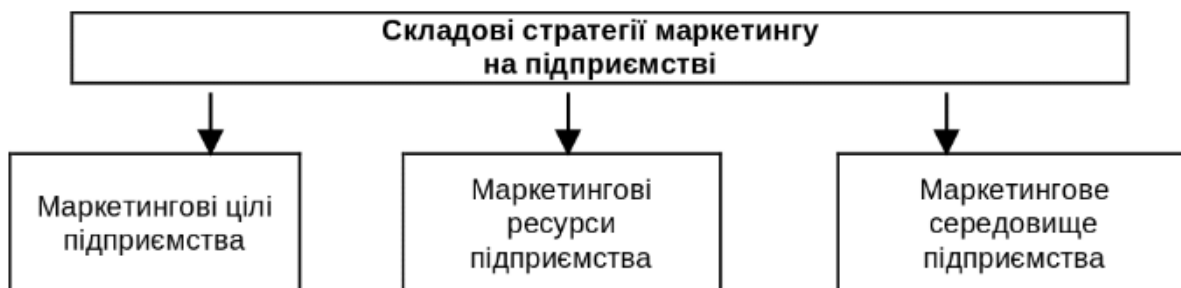 Складові стратегії маркетингу
на підприємстві
Маркетингові цілі
підприємства
Маркетингові
ресурси
підприємства
Маркетингове
середовище
підприємства